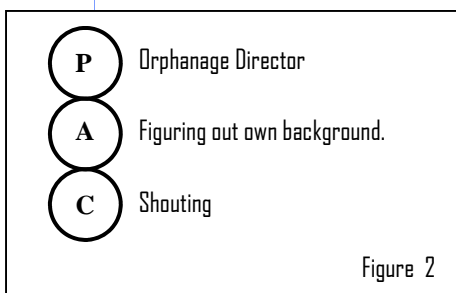 P Orphanage Director
A Figuring out own background.
C Shouting
Figure 2